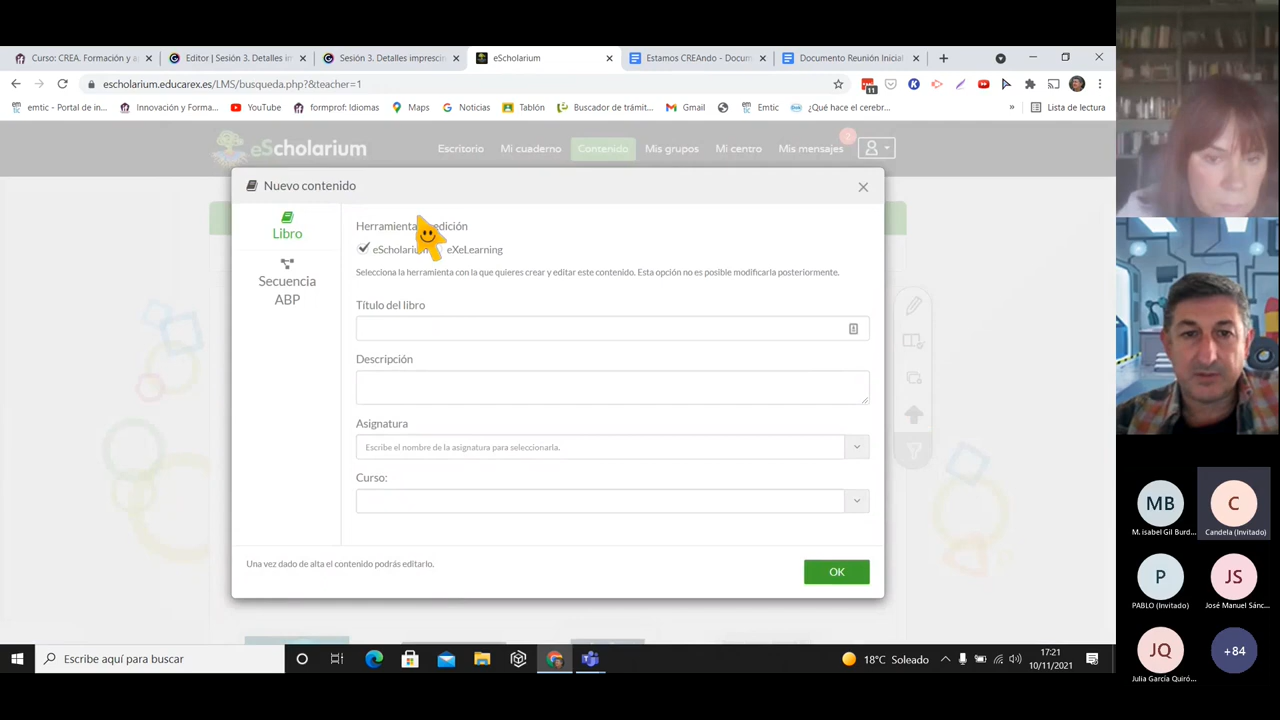 Curso: CREA. Formación y a
Editor | Sesión 3. Detalles im
Sesión 3. Detalles imprescin
eScholarium
Estamos CREAndo - Docum
Documento Reunión Inicial
escholarium.educarex.es/LMS/busqueda.php?&teacher=1
11
emtic - Portal de in...
Innovación y Forma...
YouTube
formprof: Idiomas
Maps
Noticias
Tablón
Buscador de trámit...
Gmail
Emtic
¿Qué hace el cerebr...
»
Lista de lectura
eScholarium
Escritorio
Mi cuaderno
Contenido
Mis grupos
Mi centro
Mis mensajes
Nuevo contenido
Libro
Secuencia
ABP
Herramienta edición
eScholarium
eXeLearning
Selecciona la herramienta con la que quieres crear y editar este contenido. Esta opción no es posible modificarla posteriormente.
Título del libro
Descripción
Asignatura
Escribe el nombre de la asignatura para seleccionarla.
Curso:
Una vez dado de alta el contenido podrás editarlo.
OK
MB
C
M. isabel Gil Burd...
Candela (Invitado)
P
JS
PABLO (Invitado)
José Manuel Sánc...
JQ
+84
Julia García Quiró...
Escribe aquí para buscar
18°C Soleado
17:21
10/11/2021